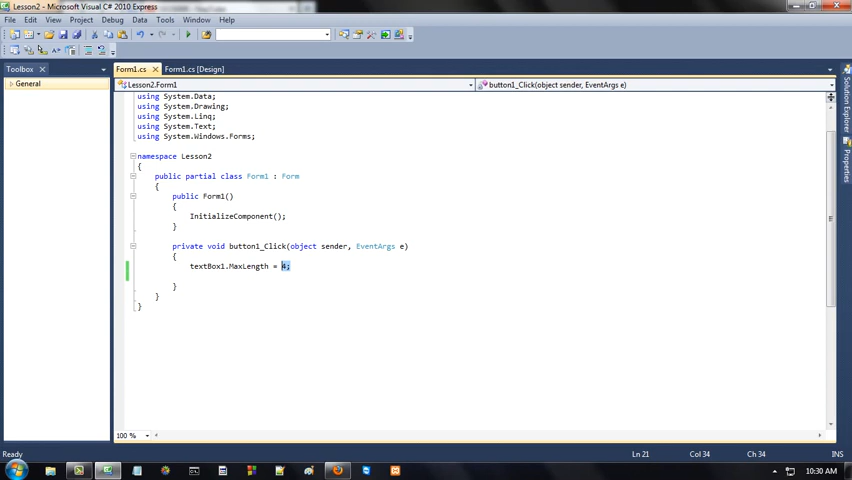 Lesson2 - Microsoft Visual C# 2010 Express
File Edit View Project Debug Data Tools Window Help
Toolbox
Form1.cs
Form1.cs [Design]
General
Lesson2.Form1
button1_Click(object sender, EventArgs e)
using System.Data;
using System.Drawing;
using System.Linq;
using System.Text;
using System.Windows.Forms;
namespace Lesson2
{
public partial class Form1 : Form
{
public Form1()
{
InitializeComponent();
}
private void button1_Click(object sender, EventArgs e)
{
textBox1.MaxLength = 4;
}
}
}
Solution Explorer
Properties
100 %
Ready
Ln 21
Col 34
Ch 34
INS
10:30 AM